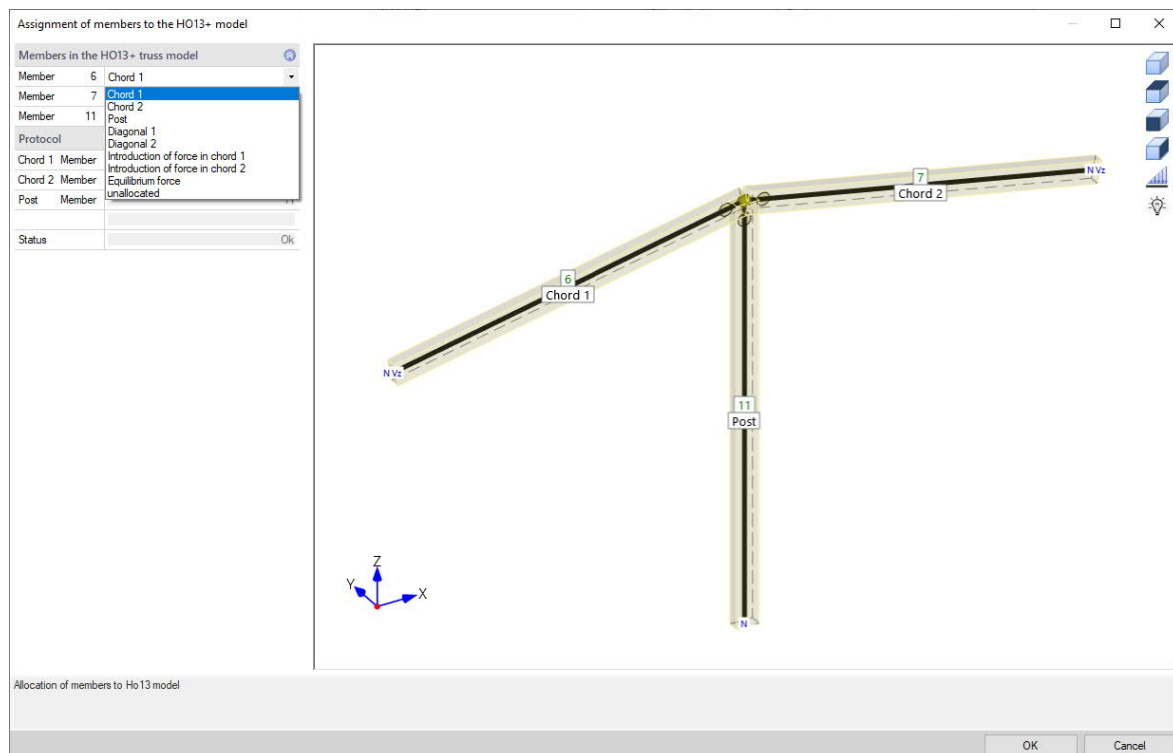 Assignment of members to the HO13+ model
Members in the HO13+ truss model
Member 6 Chord 1
Member 7
Member 11
Chord 1
Chord 2
Post
Diagonal 1
Diagonal 2
Introduction of force in chord 1
Introduction of force in chord 2
Equilibrium force
unallocated
Protocol
Chord 1 Member
Chord 2 Member
Post Member
Status Ok
7
Chord 2
N Vz
6
Chord 1
N Vz
11
Post
N
Z
Y
X
Allocation of members to Ho13 model
OK Cancel